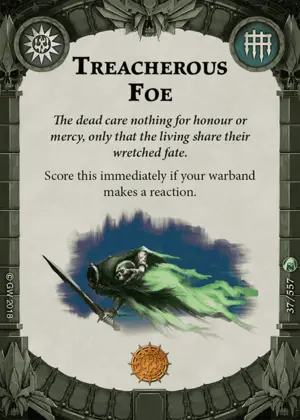 TREACHEROUS
FOE
The dead care nothing for honour or
mercy, only that the living share their
wretched fate.
Score this immediately if your warband
makes a reaction.
© GW 2018
37/557